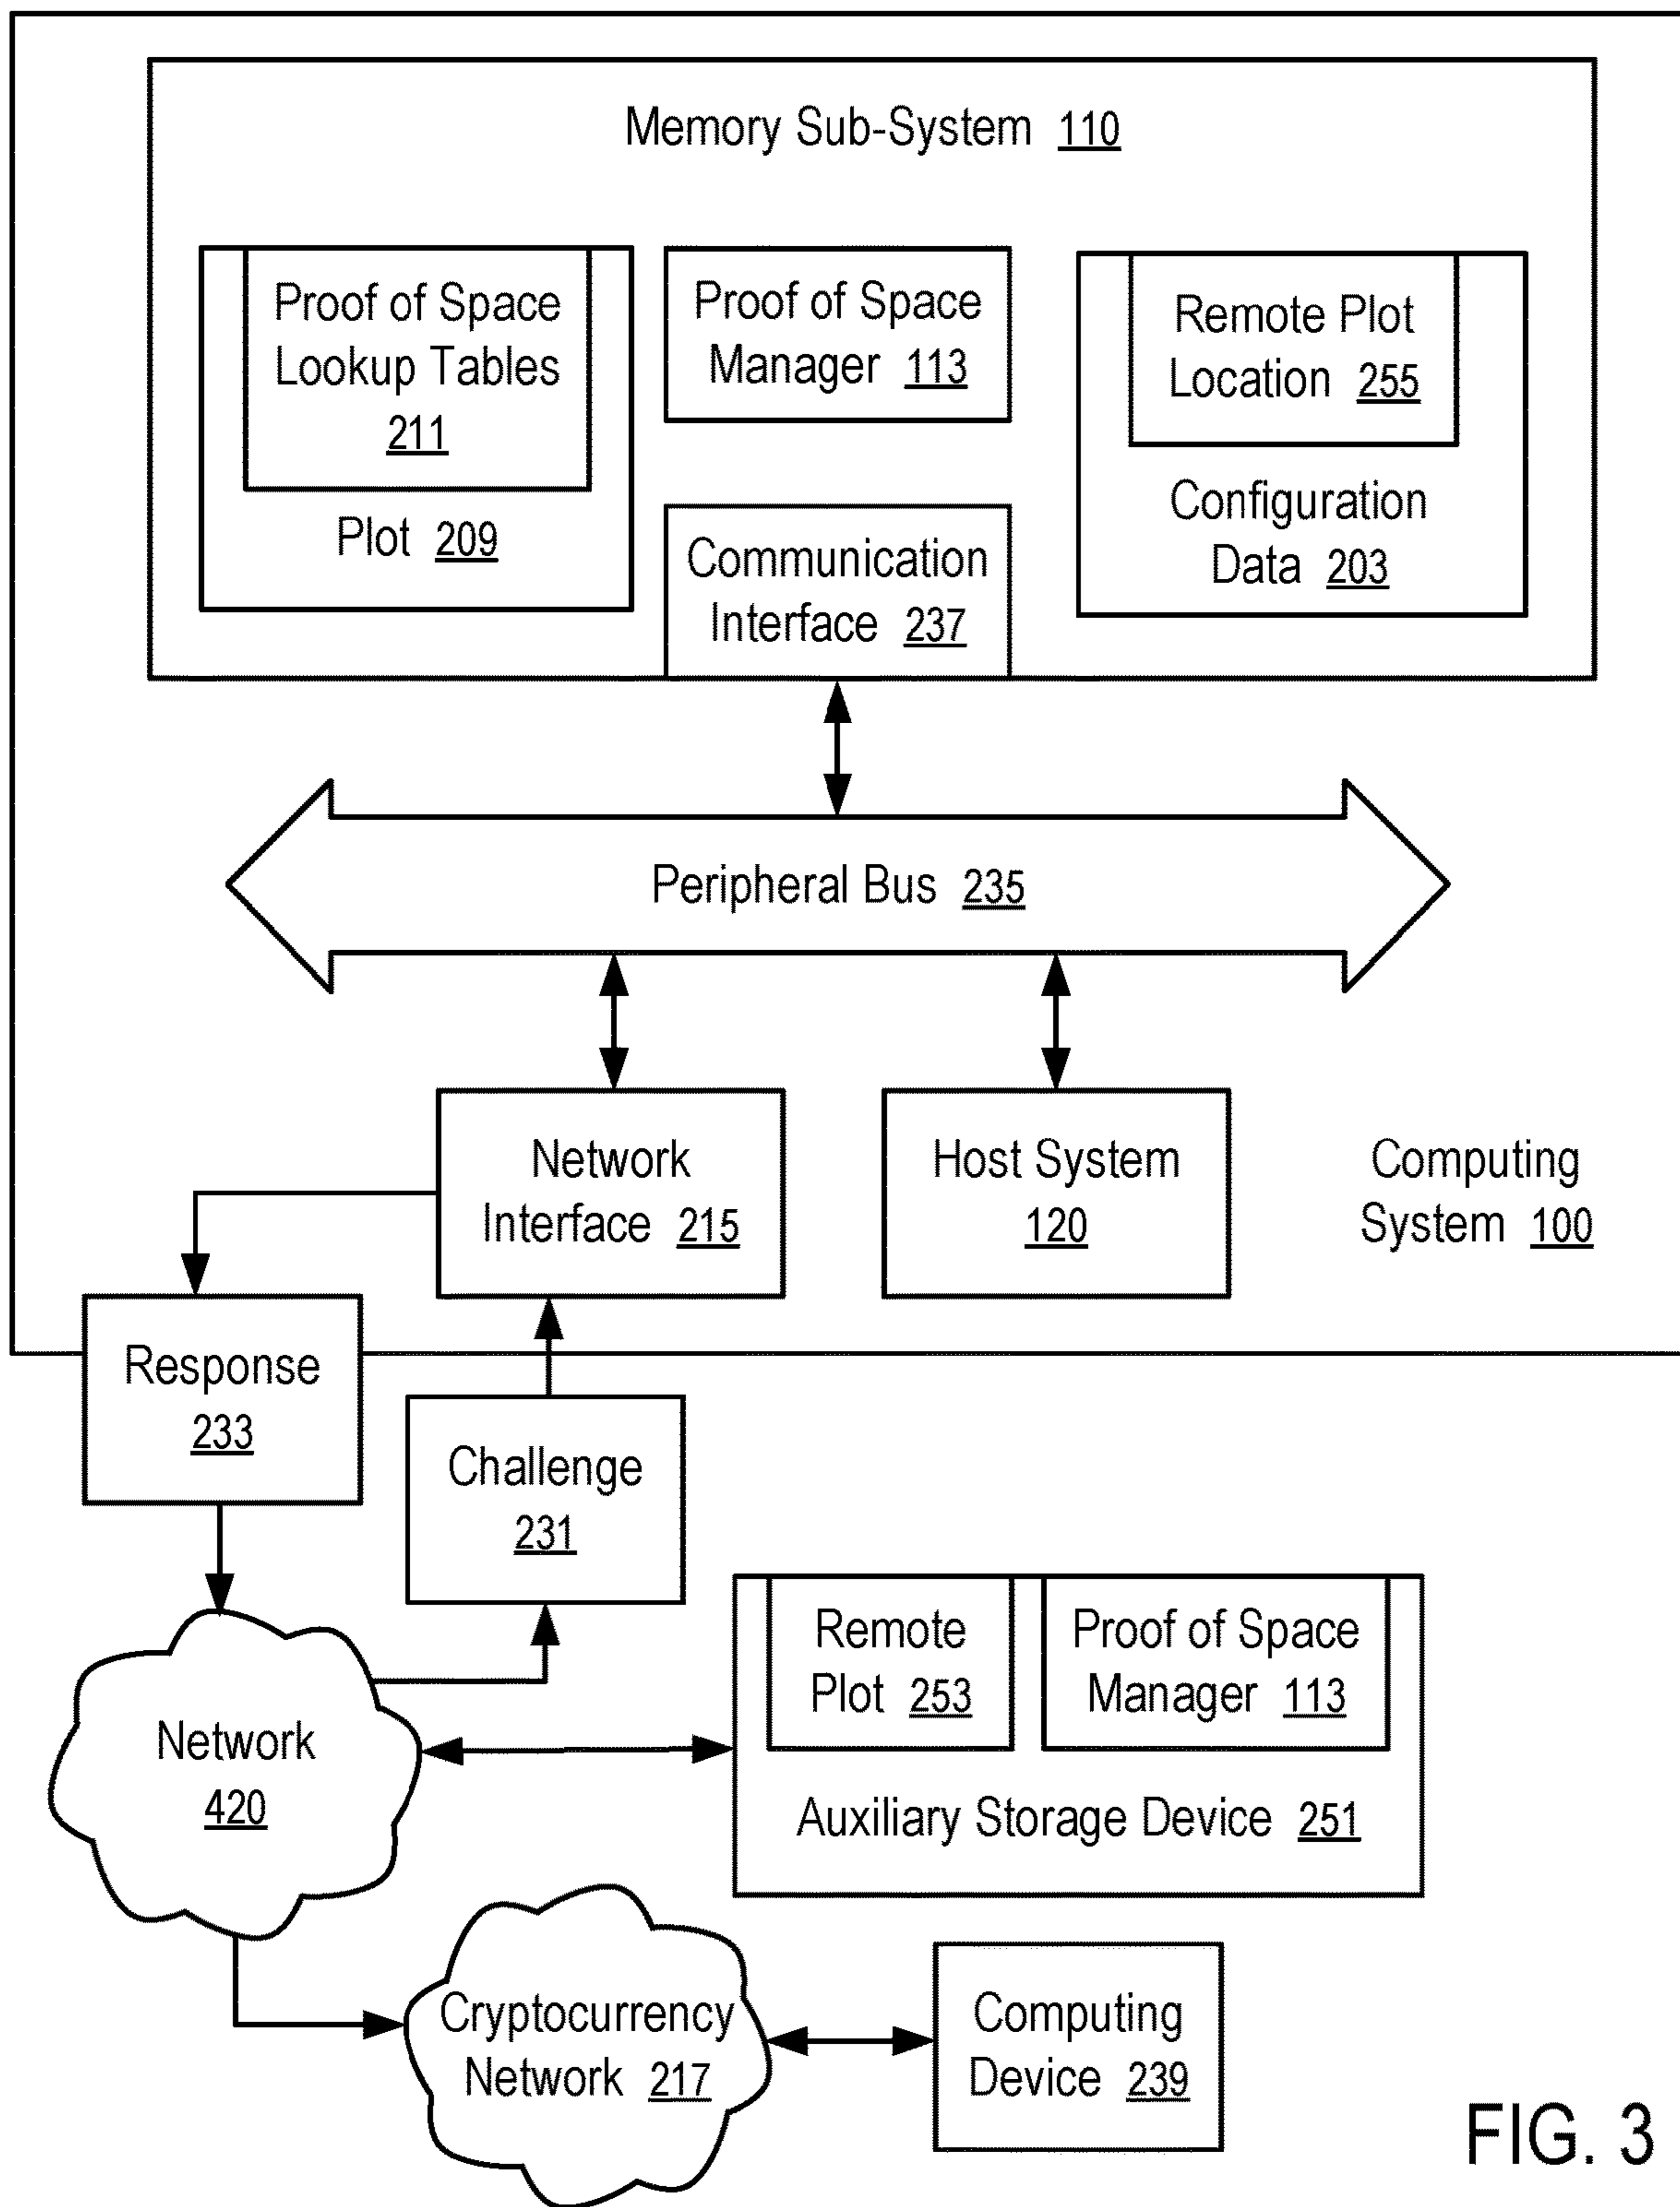 Memory Sub-System 110
Proof of Space
Lookup Tables
211
Plot 209
Proof of Space
Manager 113
Communication
Interface 237
Remote Plot
Location 255
Configuration
Data 203
Peripheral Bus 235
Network
Interface 215
Host System
120
Computing
System 100
Response
233
Challenge
231
Remote
Plot 253
Proof of Space
Manager 113
Auxiliary Storage Device 251
Network
420
Cryptocurrency
Network 217
Computing
Device 239
FIG. 3